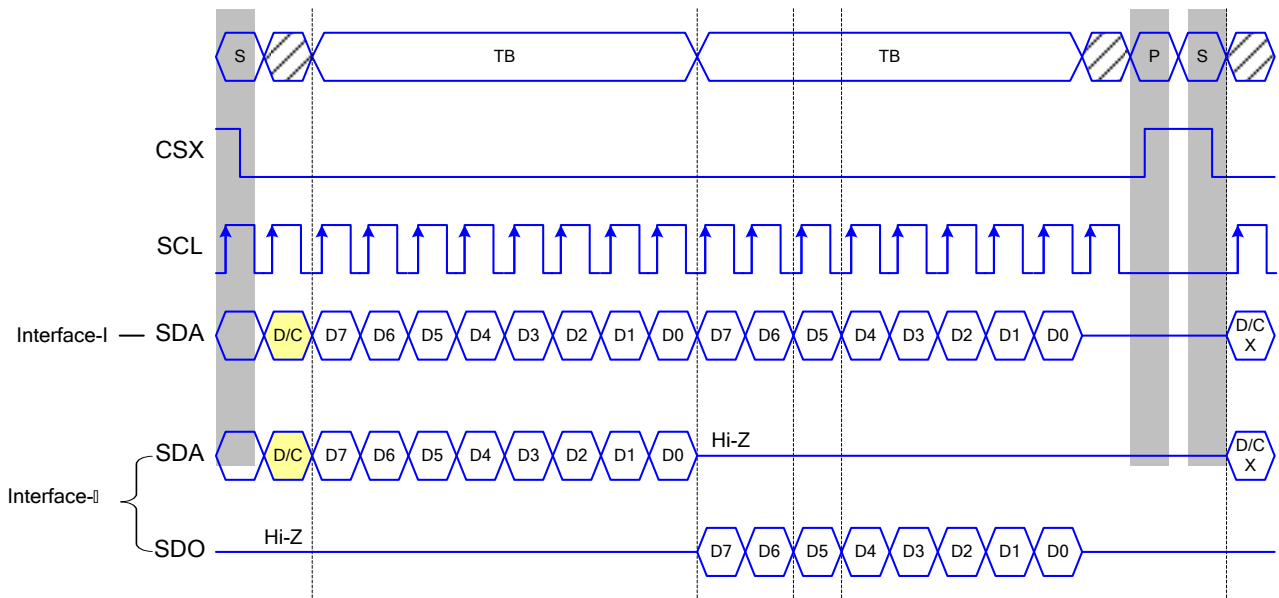 S TB TB P S
CSX
SCL
Interface-I SDA D/C D7 D6 D5 D4 D3 D2 D1 D0 D7 D6 D5 D4 D3 D2 D1 D0 D/C
X
Hi-Z
SDA D/C D7 D6 D5 D4 D3 D2 D1 D0 D/C
X
Interface-▯
Hi-Z
SDO D7 D6 D5 D4 D3 D2 D1 D0